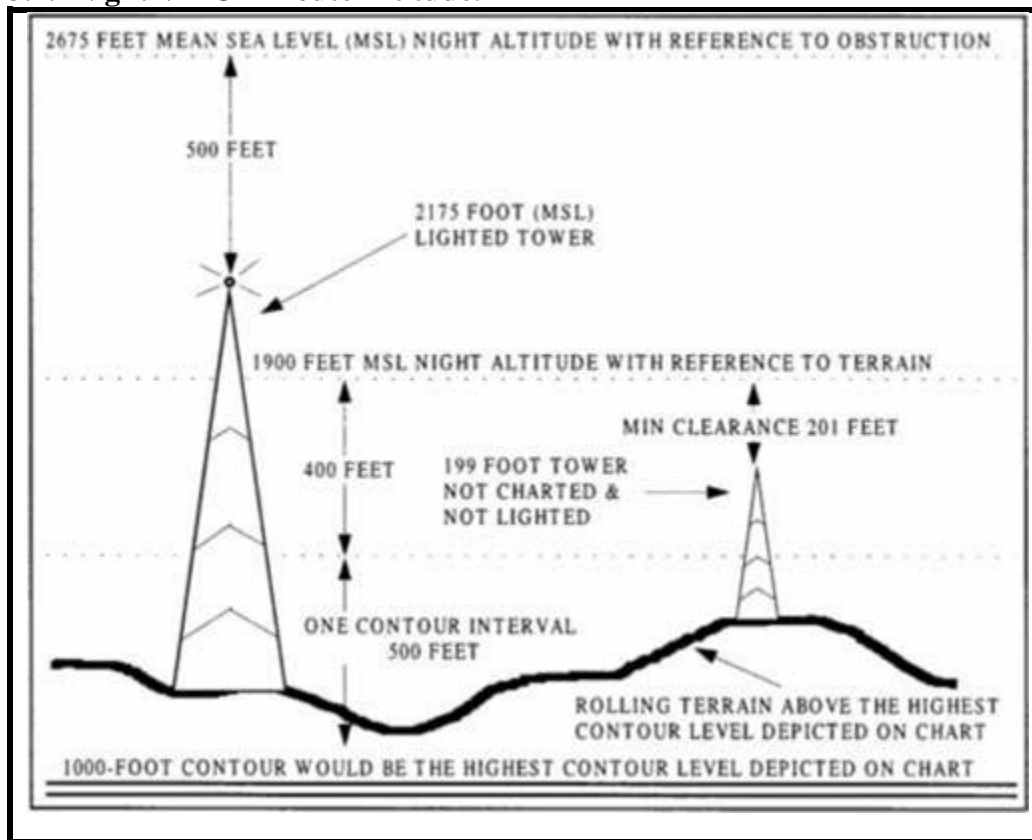 2675 FEET MEAN SEA LEVEL (MSL) NIGHT ALTITUDE WITH REFERENCE TO OBSTRUCTION
500 FEET
2175 FOOT (MSL)
LIGHTED TOWER
1900 FEET MSL NIGHT ALTITUDE WITH REFERENCE TO TERRAIN
MIN CLEARANCE 201 FEET
400 FEET
199 FOOT TOWER
NOT CHARTED &
NOT LIGHTED
ONE CONTOUR INTERVAL
500 FEET
ROLLING TERRAIN ABOVE THE HIGHEST
CONTOUR LEVEL DEPICTED ON CHART
1000-FOOT CONTOUR WOULD BE THE HIGHEST CONTOUR LEVEL DEPICTED ON CHART